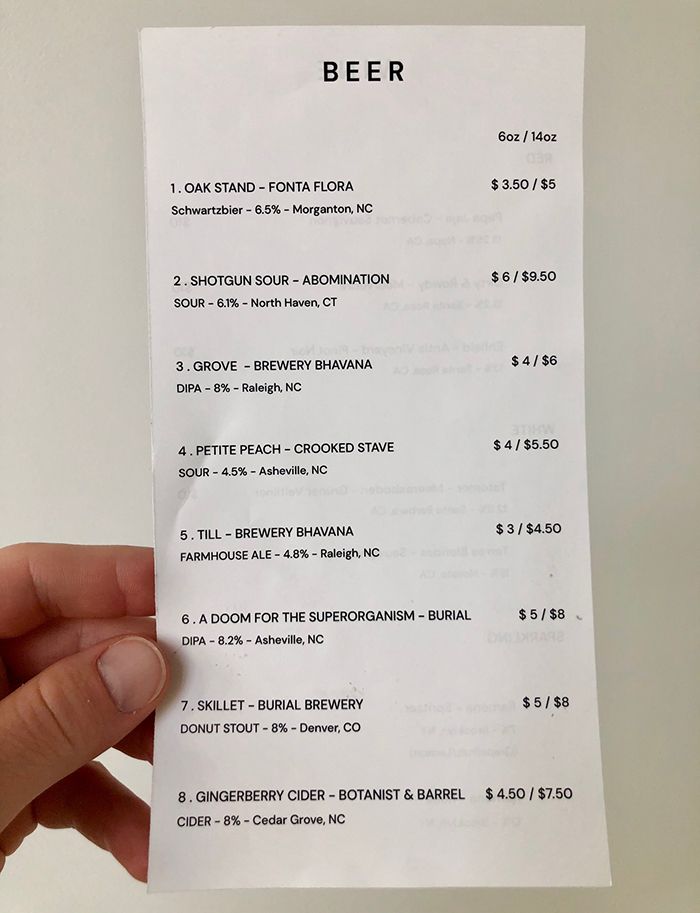 BEER
6oz / 14oz
1. OAK STAND - FONTA FLORA $ 3.50 / $5
Schwartzbier - 6.5% - Morganton, NC
2. SHOTGUN SOUR - ABOMINATION $ 6 / $9.50
SOUR - 6.1% - North Haven, CT
3. GROVE - BREWERY BHAVANA $ 4 / $6
DIPA - 8% - Raleigh, NC
4. PETITE PEACH - CROOKED STAVE $ 4 / $5.50
SOUR - 4.5% - Asheville, NC
5. TILL - BREWERY BHAVANA $ 3 / $4.50
FARMHOUSE ALE - 4.8% - Raleigh, NC
6. A DOOM FOR THE SUPERORGANISM - BURIAL $ 5 / $8
DIPA - 8.2% - Asheville, NC
7. SKILLET - BURIAL BREWERY $ 5 / $8
DONUT STOUT - 8% - Denver, CO
8. GINGERBERRY CIDER - BOTANIST & BARREL $ 4.50 / $7.50
CIDER - 8% - Cedar Grove, NC